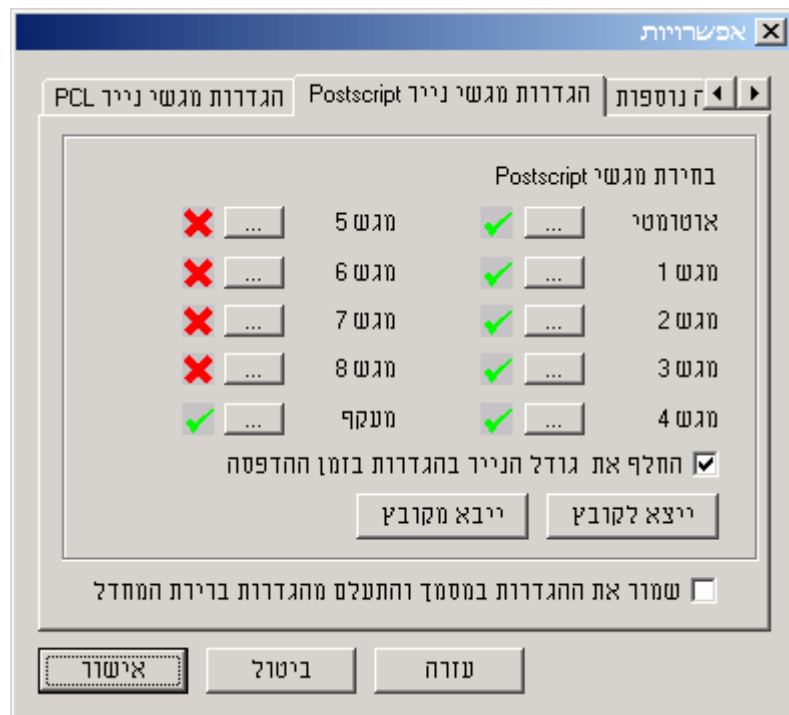 אפשרויות
ה נוספות
הגדרות מגשי נייר Postscript
הגדרות מגשי נייר PCL
בחירת מגשי Postscript
אוטומטי ... מגש 5 ...
מגש 1 ... מגש 6 ...
מגש 2 ... מגש 7 ...
מגש 3 ... מגש 8 ...
מגש 4 ... מעקף ...
החלף את גודל הנייר בהגדרות בזמן ההדפסה
ייצא לקובץ ייבא מקובץ
שמור את ההגדרות במסמך והתעלם מהגדרות ברירת המחדל
עזרה ביטול אישור